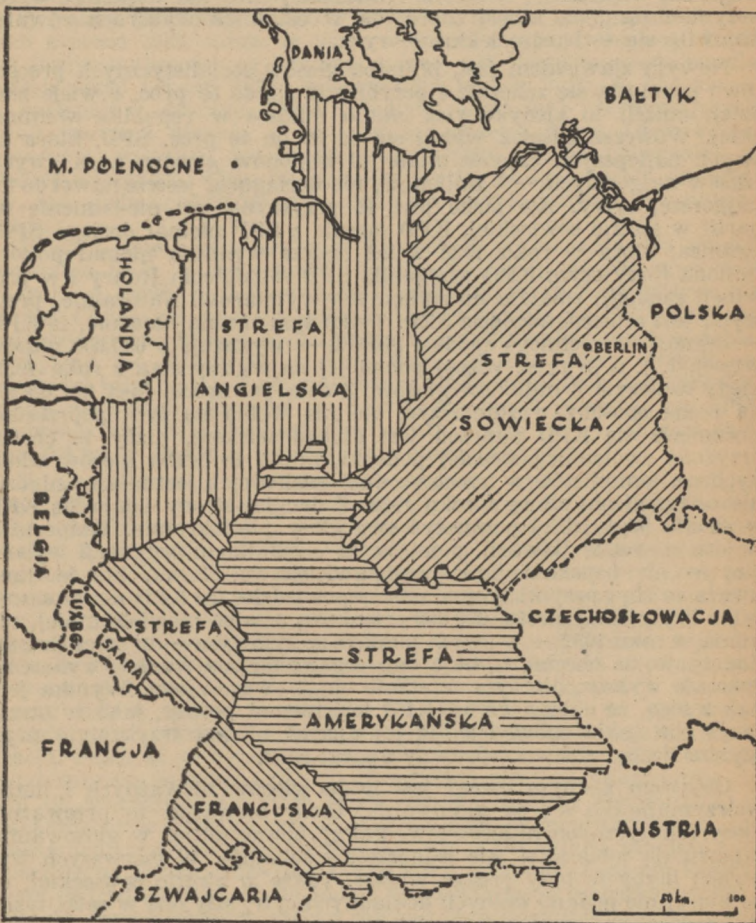 DANIA
BAŁTYK
M. PÓŁNOCNE
HOLANDIA
POLSKA
STREFA
ANGIELSKA
STREFA
BERLIN
SOWIECKA
BELGIA
LUXBG.
SAARA
STREFA
CZECHOSŁOWACJA
STREFA
AMERYKAŃSKA
FRANCJA
FRANCUSKA
AUSTRIA
SZWAJCARIA
0 50 km. 100